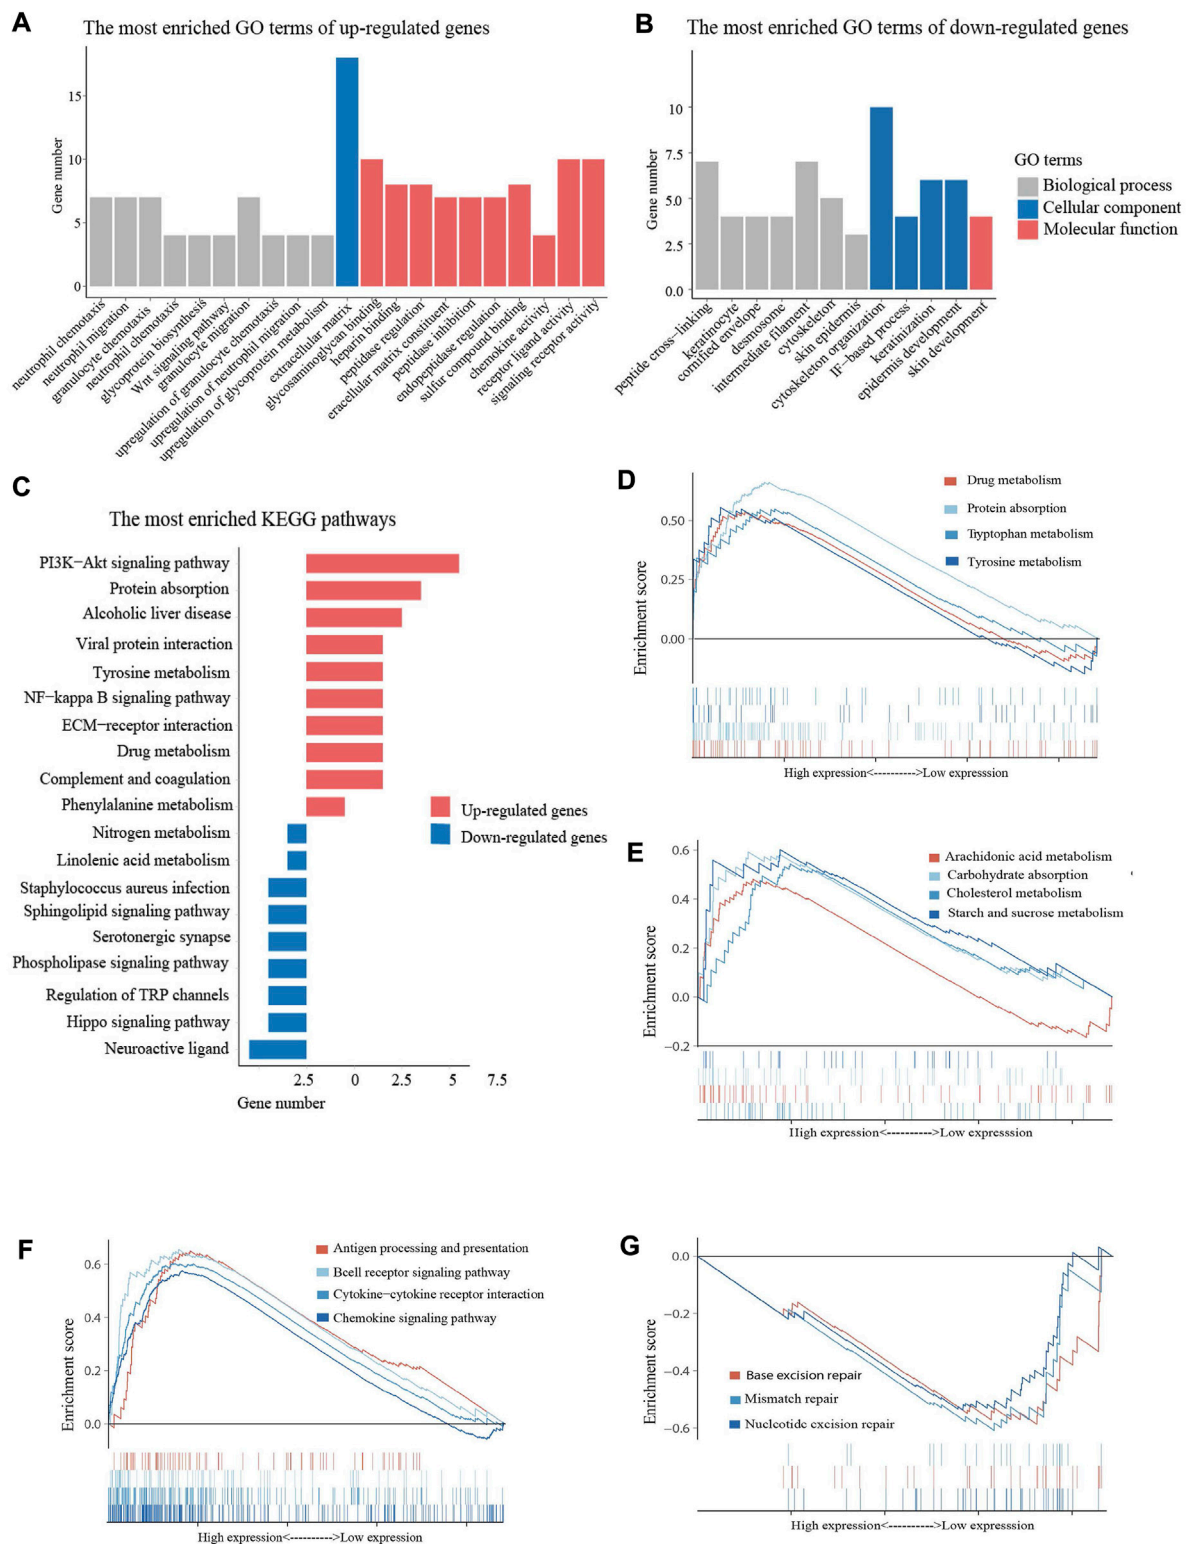 A
The most enriched GO terms of up-regulated genes
Gene number
15
10
5
0
neutrophil chemotaxis
neutrophil migration
granulocyte chemotaxis
neutrophil chemotaxis
glycoprotein biosynthesis
Wnt signaling pathway
granulocyte migration
upregulation of granulocyte chemotaxis
upregulation of neutrophil migration
upregulation of glycoprotein metabolism
extracellular matrix
glycosaminoglycan binding
heparin binding
peptidase regulation
eracellular matrix constituent
peptidase inhibition
endopeptidase regulation
sulfur compound binding
chemokine activity
receptor ligand activity
signaling receptor activity
B
The most enriched GO terms of down-regulated genes
Gene number
10
7.5
5.0
2.5
0.0
peptide cross-linking
keratinocyte
cornified envelope
desmosome
intermediate filament
cytoskeleton
skin epidermis
cytoskeleton organization
IF-based process
keratinization
epidermis development
skin development
GO terms
Biological process
Cellular component
Molecular function
C
The most enriched KEGG pathways
PI3K−Akt signaling pathway
Protein absorption
Alcoholic liver disease
Viral protein interaction
Tyrosine metabolism
NF−kappa B signaling pathway
ECM−receptor interaction
Drug metabolism
Complement and coagulation
Phenylalanine metabolism
Nitrogen metabolism
Linolenic acid metabolism
Staphylococcus aureus infection
Sphingolipid signaling pathway
Serotonergic synapse
Phospholipase signaling pathway
Regulation of TRP channels
Hippo signaling pathway
Neuroactive ligand
2.5 0 2.5 5 7.5
Gene number
Up-regulated genes
Down-regulated genes
D
Enrichment score
0.50
0.25
0.00
Drug metabolism
Protein absorption
Tryptophan metabolism
Tyrosine metabolism
High expression<----------->Low expresssion
E
Enrichment score
0.6
0.4
0.2
0.0
−0.2
Arachidonic acid metabolism
Carbohydrate absorption
Cholesterol metabolism
Starch and sucrose metabolism
High expression<----------->Low expresssion
F
Enrichment score
0.6
0.4
0.2
0.0
Antigen processing and presentation
Bcell receptor signaling pathway
Cytokine−cytokine receptor interaction
Chemokine signaling pathway
High expression<----------->Low expresssion
G
Enrichment score
0.0
−0.2
−0.4
−0.6
Base excision repair
Mismatch repair
Nucleotide excision repair
High expression<----------->Low expresssion